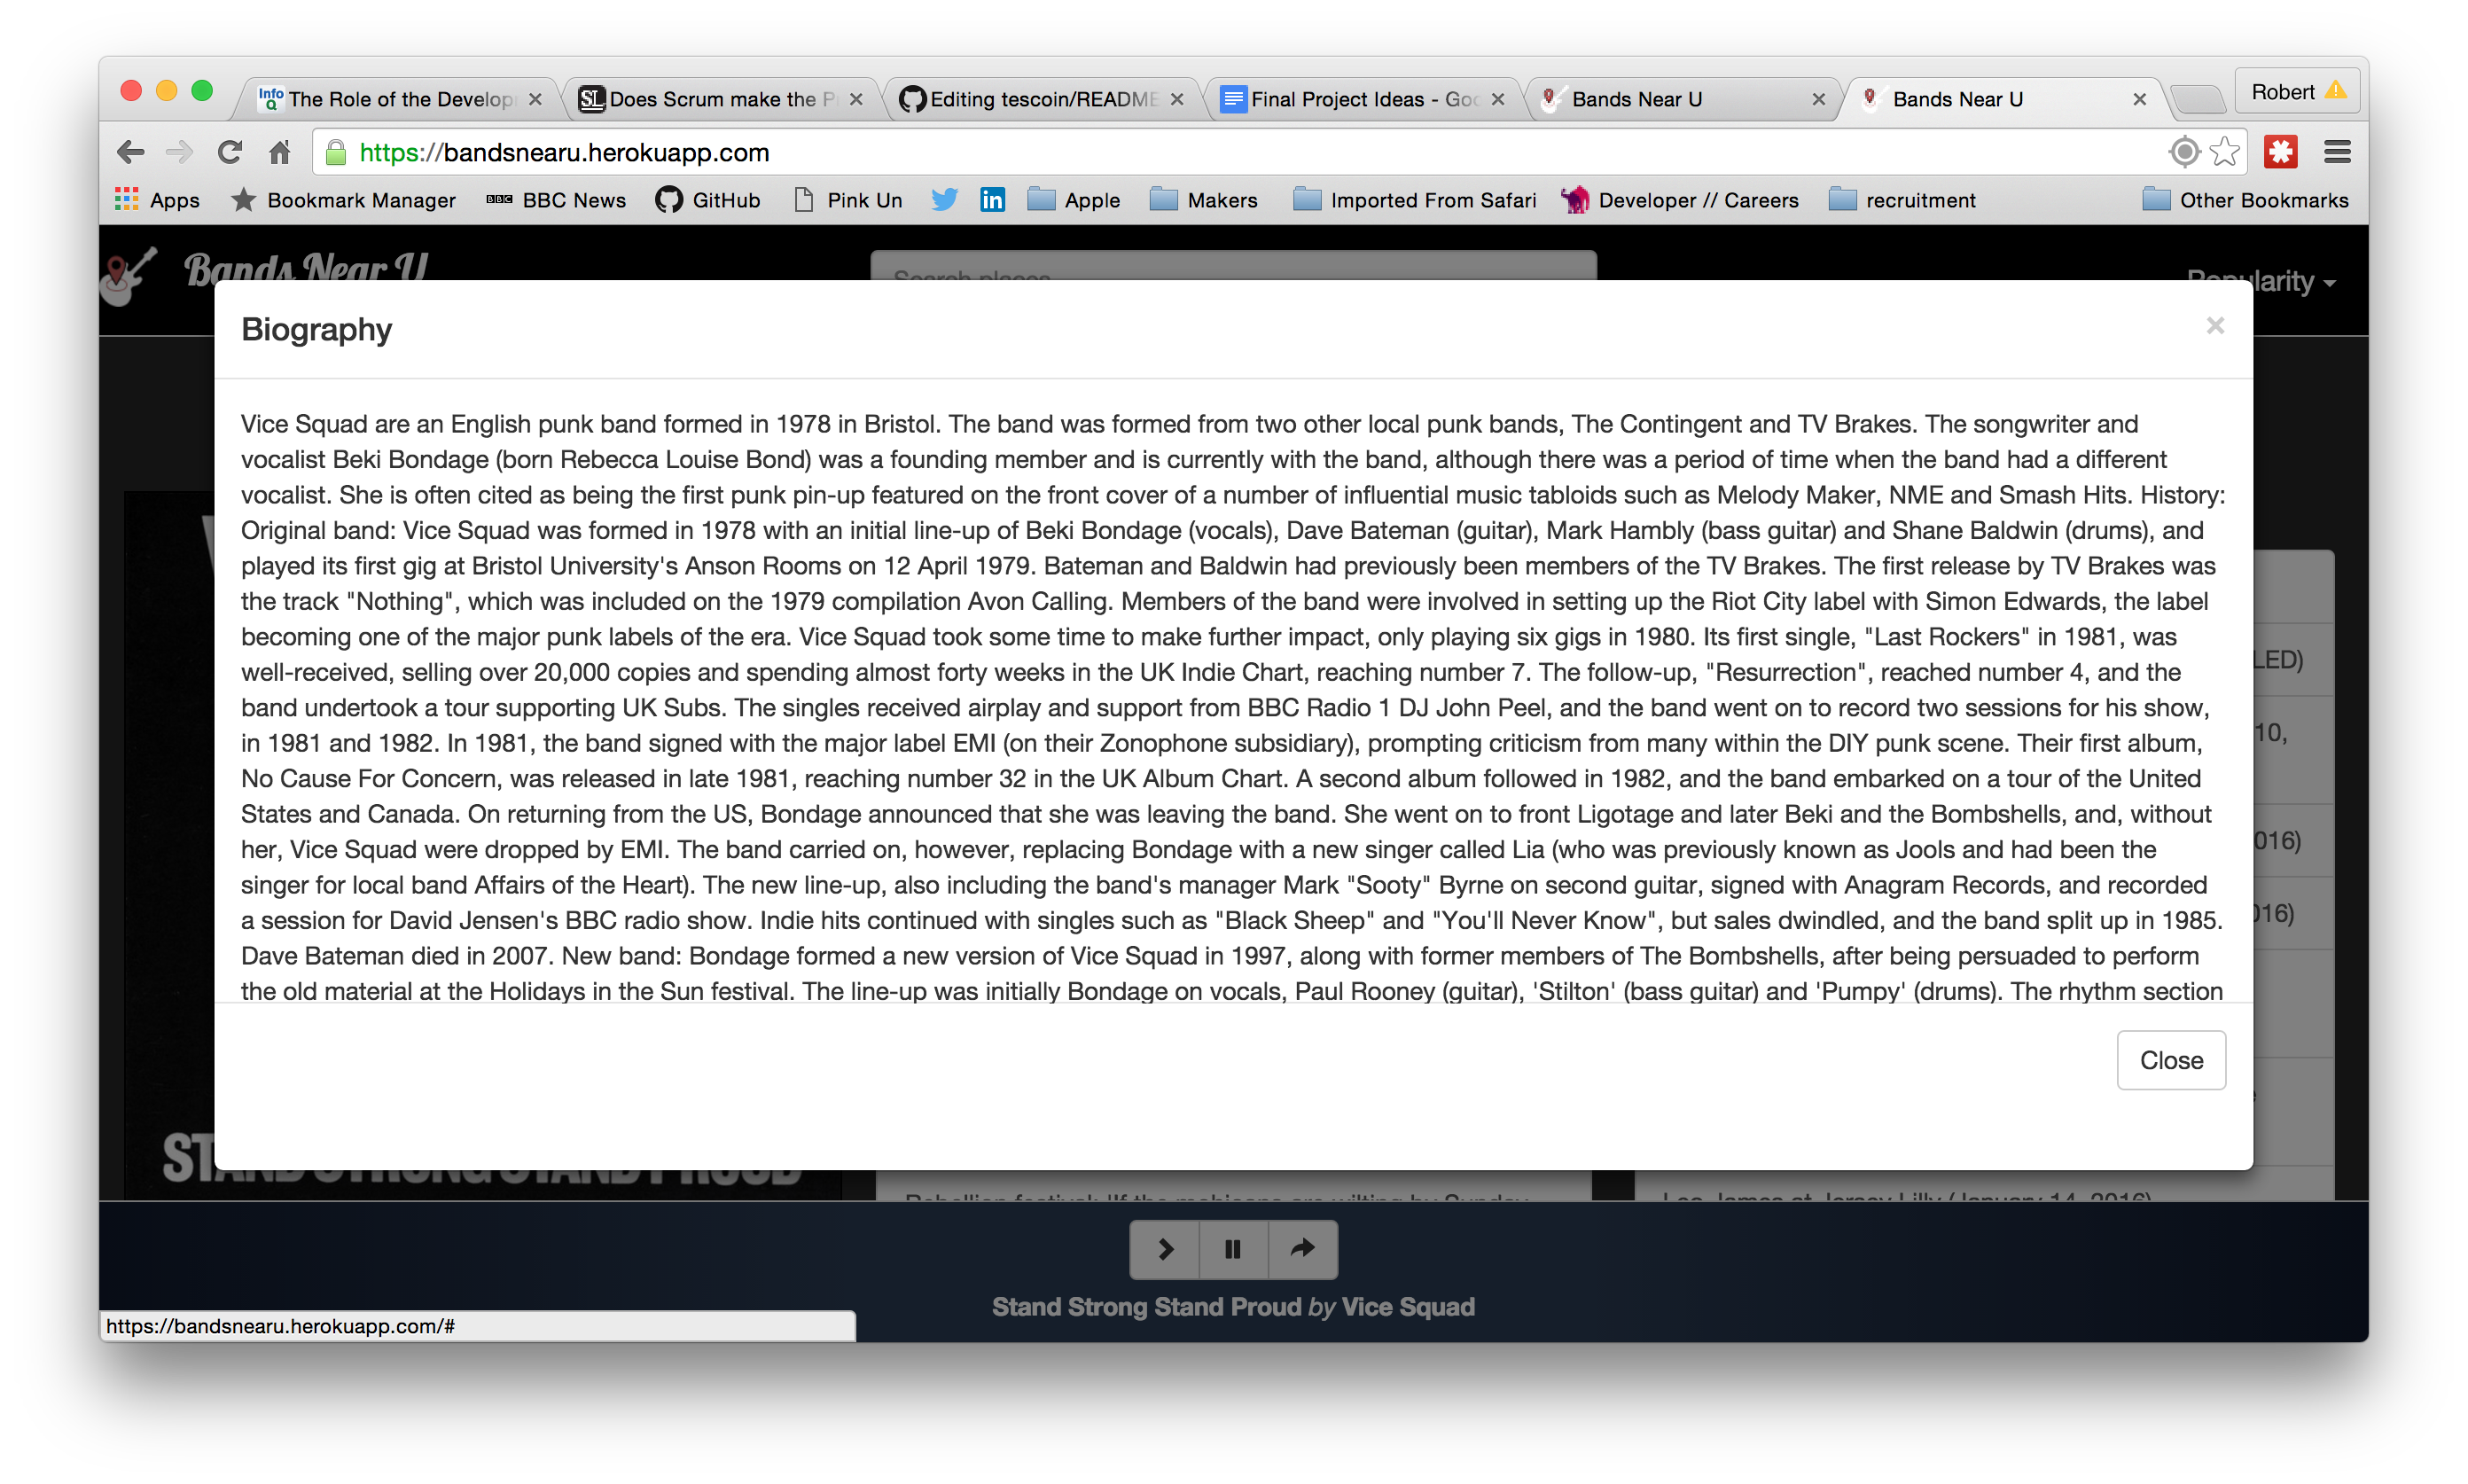 Info Q The Role of the Develop
SL Does Scrum make the P
Editing tescoin/README
Final Project Ideas - Goo
Bands Near U
Bands Near U
Robert
https://bandsnearu.herokuapp.com
Apps
Bookmark Manager
BBC BBC News
GitHub
Pink Un
in
Apple
Makers
Imported From Safari
Developer // Careers
recruitment
Other Bookmarks
Bands Near U
Search places
Popularity
Biography
×
Vice Squad are an English punk band formed in 1978 in Bristol. The band was formed from two other local punk bands, The Contingent and TV Brakes. The songwriter and
vocalist Beki Bondage (born Rebecca Louise Bond) was a founding member and is currently with the band, although there was a period of time when the band had a different
vocalist. She is often cited as being the first punk pin-up featured on the front cover of a number of influential music tabloids such as Melody Maker, NME and Smash Hits. History:
Original band: Vice Squad was formed in 1978 with an initial line-up of Beki Bondage (vocals), Dave Bateman (guitar), Mark Hambly (bass guitar) and Shane Baldwin (drums), and
played its first gig at Bristol University's Anson Rooms on 12 April 1979. Bateman and Baldwin had previously been members of the TV Brakes. The first release by TV Brakes was
the track "Nothing", which was included on the 1979 compilation Avon Calling. Members of the band were involved in setting up the Riot City label with Simon Edwards, the label
becoming one of the major punk labels of the era. Vice Squad took some time to make further impact, only playing six gigs in 1980. Its first single, "Last Rockers" in 1981, was
well-received, selling over 20,000 copies and spending almost forty weeks in the UK Indie Chart, reaching number 7. The follow-up, "Resurrection", reached number 4, and the
band undertook a tour supporting UK Subs. The singles received airplay and support from BBC Radio 1 DJ John Peel, and the band went on to record two sessions for his show,
in 1981 and 1982. In 1981, the band signed with the major label EMI (on their Zonophone subsidiary), prompting criticism from many within the DIY punk scene. Their first album,
No Cause For Concern, was released in late 1981, reaching number 32 in the UK Album Chart. A second album followed in 1982, and the band embarked on a tour of the United
States and Canada. On returning from the US, Bondage announced that she was leaving the band. She went on to front Ligotage and later Beki and the Bombshells, and, without
her, Vice Squad were dropped by EMI. The band carried on, however, replacing Bondage with a new singer called Lia (who was previously known as Jools and had been the
singer for local band Affairs of the Heart). The new line-up, also including the band's manager Mark "Sooty" Byrne on second guitar, signed with Anagram Records, and recorded
a session for David Jensen's BBC radio show. Indie hits continued with singles such as "Black Sheep" and "You'll Never Know", but sales dwindled, and the band split up in 1985.
Dave Bateman died in 2007. New band: Bondage formed a new version of Vice Squad in 1997, along with former members of The Bombshells, after being persuaded to perform
the old material at the Holidays in the Sun festival. The line-up was initially Bondage on vocals, Paul Rooney (guitar), 'Stilton' (bass guitar) and 'Pumpy' (drums). The rhythm section
LED)
10,
016)
016)
Close
STAND STRONG STAND PROUD
Rebellion festival: 'If the mohicans are wilting by Sunday
Leo James at Jersey Lilly (January 14, 2016)
Stand Strong Stand Proud by Vice Squad
https://bandsnearu.herokuapp.com/#